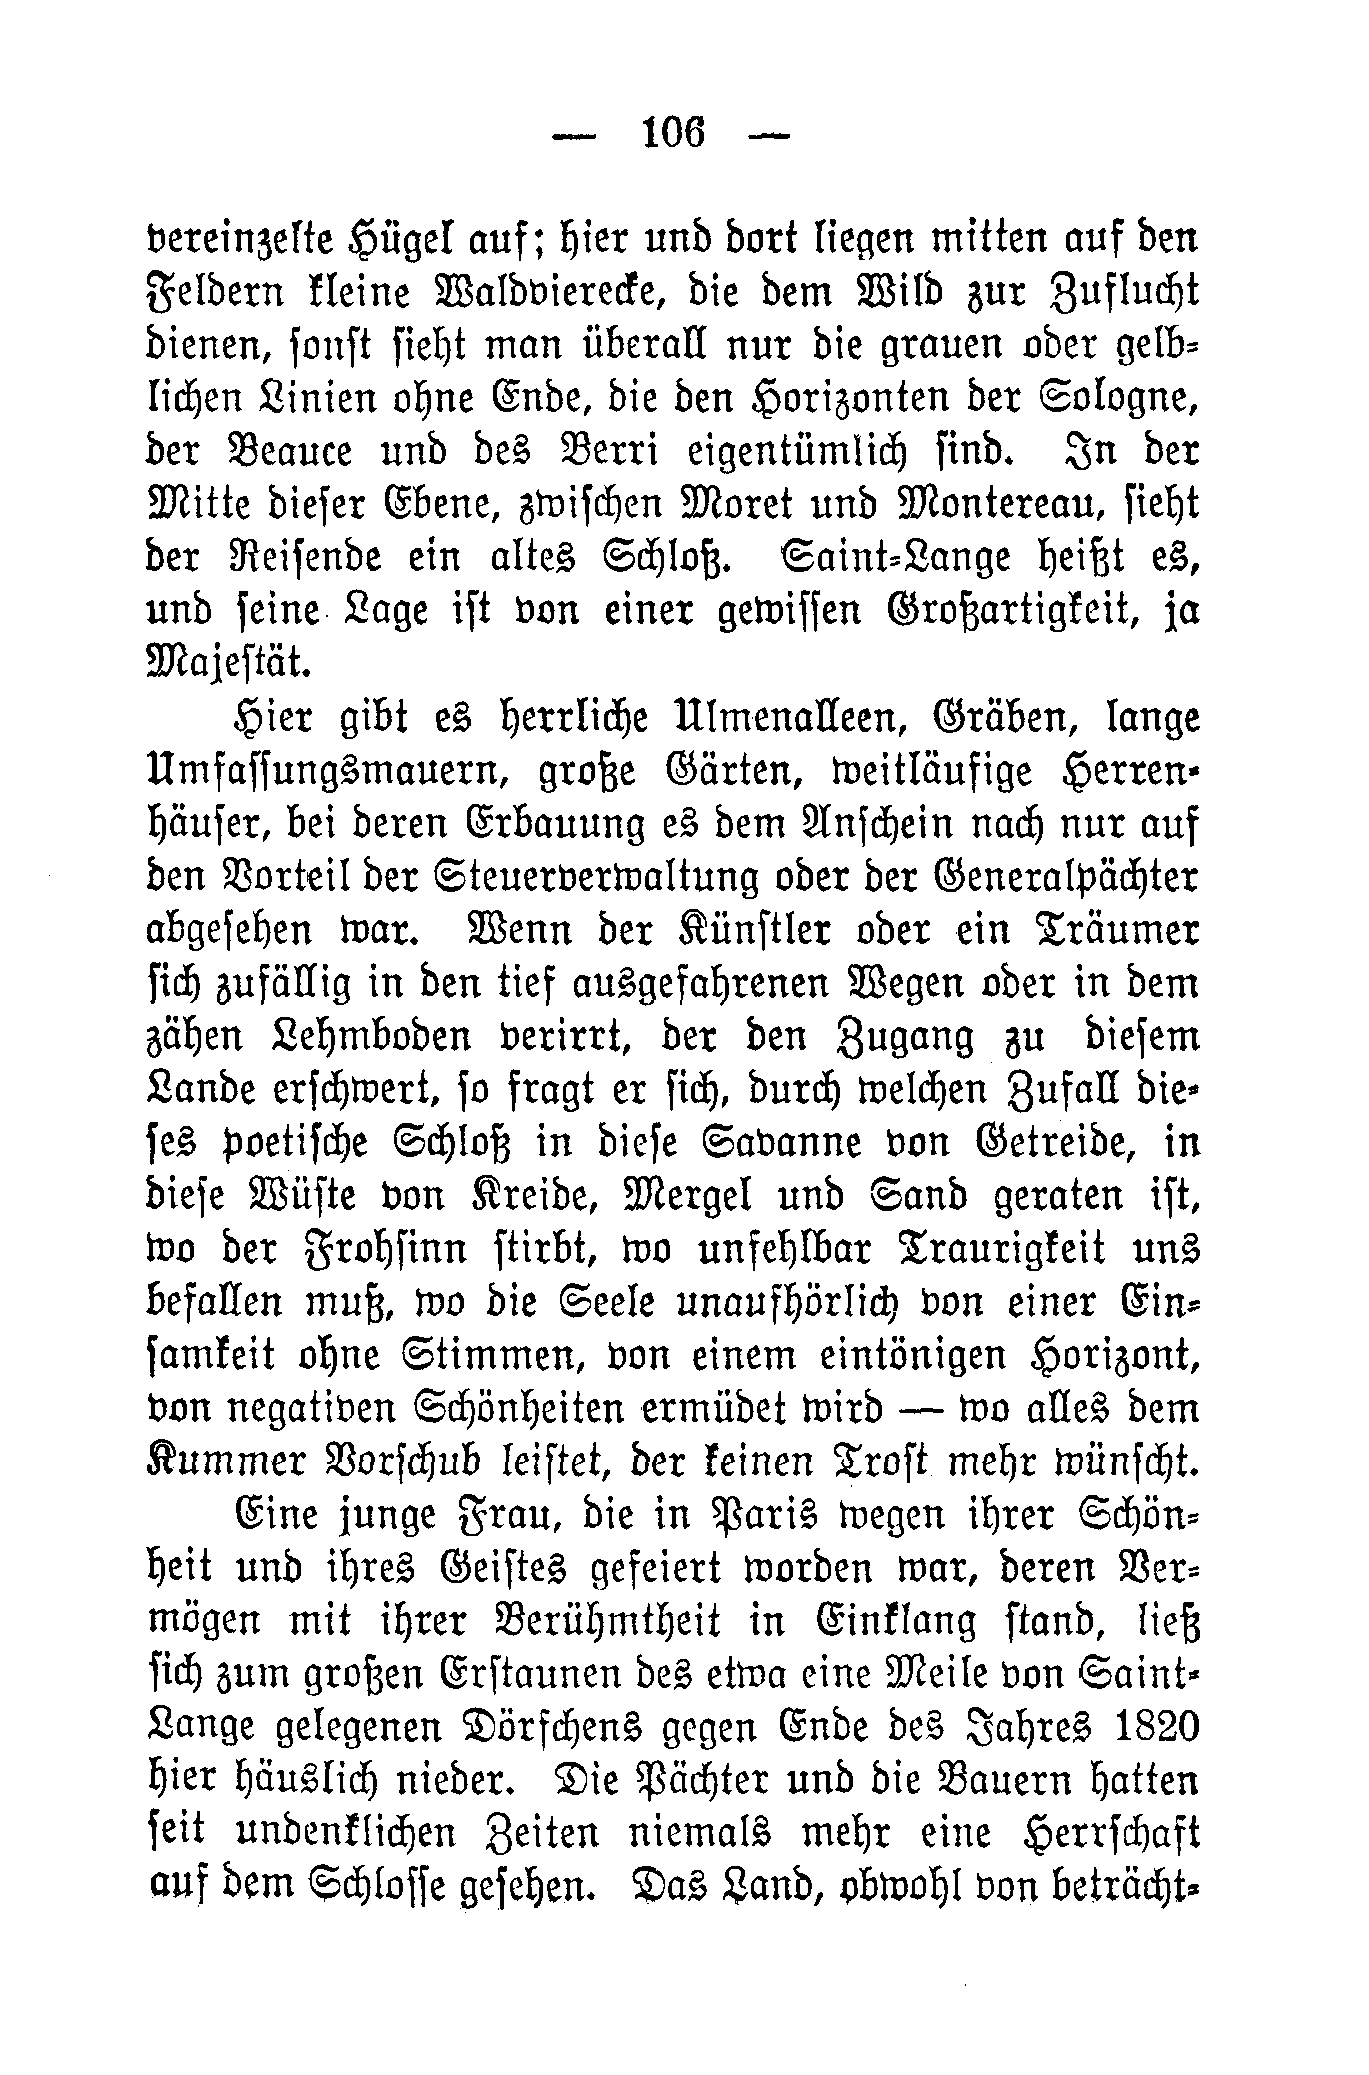 — 106 —
vereinzelte Hügel auf; hier und dort liegen mitten auf den
Feldern kleine Waldvierecke, die dem Wild zur Zuflucht
dienen, sonst sieht man überall nur die grauen oder gelb-
lichen Linien ohne Ende, die den Horizonten der Sologne,
der Beauce und des Berri eigentümlich sind. In der
Mitte dieser Ebene, zwischen Moret und Montereau, sieht
der Reisende ein altes Schloß. Saint-Lange heißt es,
und seine Lage ist von einer gewissen Großartigkeit, ja
Majestät.
Hier gibt es herrliche Ulmenalleen, Gräben, lange
Umfassungsmauern, große Gärten, weitläufige Herren-
häuser, bei deren Erbauung es dem Anschein nach nur auf
den Vorteil der Steuerverwaltung oder der Generalpächter
abgesehen war. Wenn der Künstler oder ein Träumer
sich zufällig in den tief ausgefahrenen Wegen oder in dem
zähen Lehmboden verirrt, der den Zugang zu diesem
Lande erschwert, so fragt er sich, durch welchen Zufall die-
ses poetische Schloß in diese Savanne von Getreide, in
diese Wüste von Kreide, Mergel und Sand geraten ist,
wo der Frohsinn stirbt, wo unfehlbar Traurigkeit uns
befallen muß, wo die Seele unaufhörlich von einer Ein-
samkeit ohne Stimmen, von einem eintönigen Horizont,
von negativen Schönheiten ermüdet wird — wo alles dem
Kummer Vorschub leistet, der keinen Trost mehr wünscht.
Eine junge Frau, die in Paris wegen ihrer Schön-
heit und ihres Geistes gefeiert worden war, deren Ver-
mögen mit ihrer Berühmtheit in Einklang stand, ließ
sich zum großen Erstaunen des etwa eine Meile von Saint-
Lange gelegenen Dörfchens gegen Ende des Jahres 1820
hier häuslich nieder. Die Pächter und die Bauern hatten
seit undenklichen Zeiten niemals mehr eine Herrschaft
auf dem Schlosse gesehen. Das Land, obwohl von beträcht-